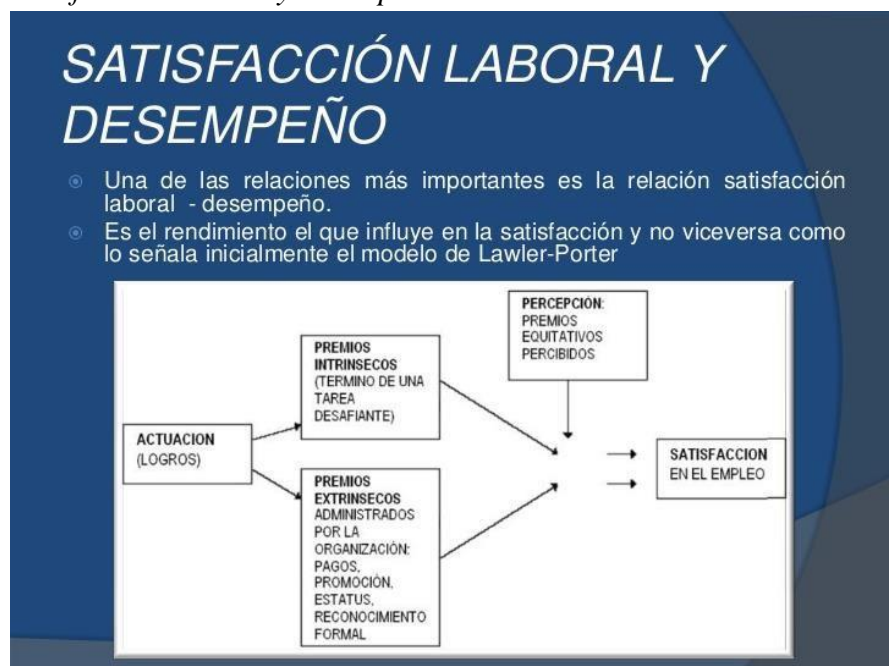 SATISFACCIÓN LABORAL Y
DESEMPEÑO
Una de las relaciones más importantes es la relación satisfacción
laboral - desempeño.
Es el rendimiento el que influye en la satisfacción y no viceversa como
lo señala inicialmente el modelo de Lawler-Porter
PERCEPCIÓN:
PREMIOS
EQUITATIVOS
PERCIBIDOS
PREMIOS
INTRINSECOS
(TERMINO DE UNA
TAREA
DESAFIANTE)
ACTUACION
(LOGROS)
SATISFACCION
EN EL EMPLEO
PREMIOS
EXTRINSECOS
ADMINISTRADOS
POR LA
ORGANIZACIÓN:
PAGOS,
PROMOCIÓN,
ESTATUS,
RECONOCIMIENTO
FORMAL